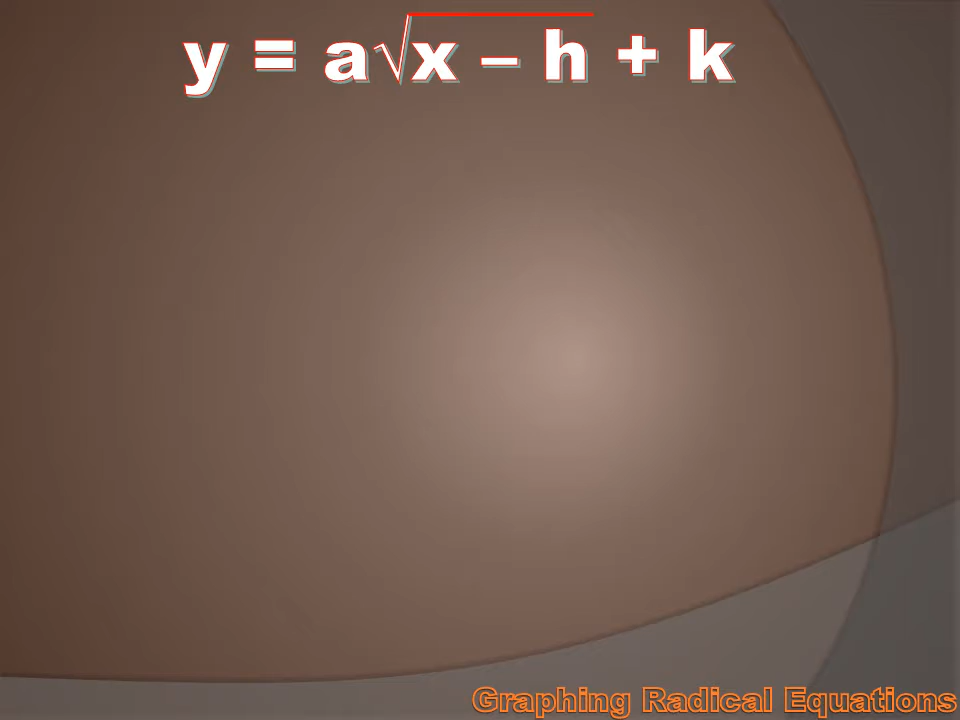 y = a√x – h + k
Graphing Radical Equations